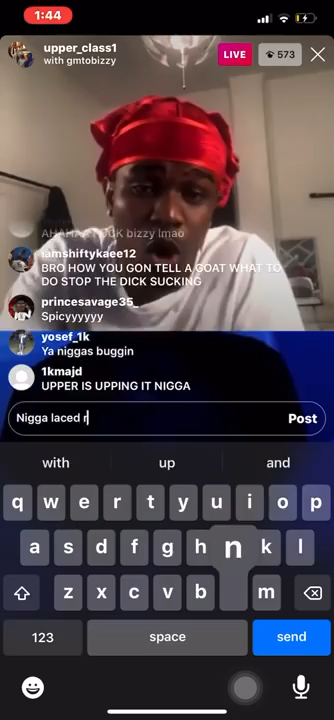 1:44
upper_class1
with gmtobizzy
LIVE
573
bizzy lmao
iamshiftykaee12
BRO HOW YOU GON TELL A GOAT WHAT TO
DO STOP THE DICK SUCKING
princesavage35_
Spicyyyyyy
yosef_1k
Ya niggas buggin
1kmajd
UPPER IS UPPING IT NIGGA
Nigga laced r
Post
with up and
q w e r t y u i o p
a s d f g h n k l
z x c v b m
123 space send